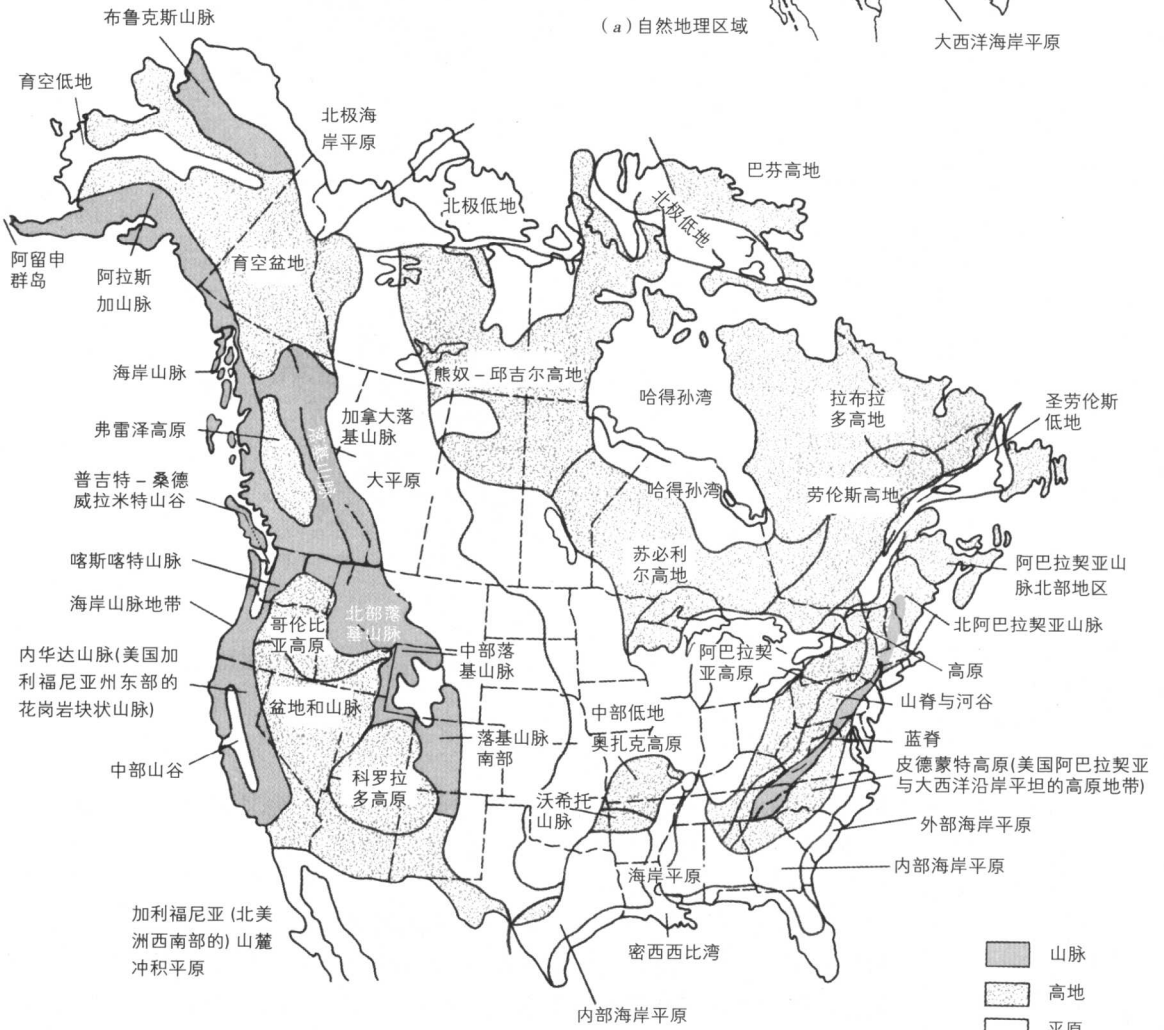 (a)自然地理区域
大西洋海岸平原
布鲁克斯山脉
育空低地
北极海
岸平原
巴芬高地
北极低地
北极低地
阿留申
群岛
阿拉斯
加山脉
育空盆地
海岸山脉
熊奴－邱吉尔高地
哈得孙湾
拉布拉
多高地
圣劳伦斯
低地
弗雷泽高原
加拿大落
基山脉
落基山脉
大平原
普吉特－桑德
威拉米特山谷
哈得孙湾
劳伦斯高地
喀斯喀特山脉
苏必利
尔高地
阿巴拉契亚山
脉北部地区
海岸山脉地带
哥伦比
亚高原
北部落
基山脉
北阿巴拉契亚山脉
内华达山脉(美国加
利福尼亚州东部的
花岗岩块状山脉)
中部落
基山脉
阿巴拉契
亚高原
高原
盆地和山脉
中部低地
山脊与河谷
落基山脉
南部
奥扎克高原
蓝脊
中部山谷
科罗拉
多高原
沃希托
山脉
皮德蒙特高原(美国阿巴拉契亚
与大西洋沿岸平坦的高原地带)
外部海岸平原
海岸平原
内部海岸平原
加利福尼亚(北美
洲西南部的)山麓
冲积平原
密西西比湾
内部海岸平原
山脉
高地
平原